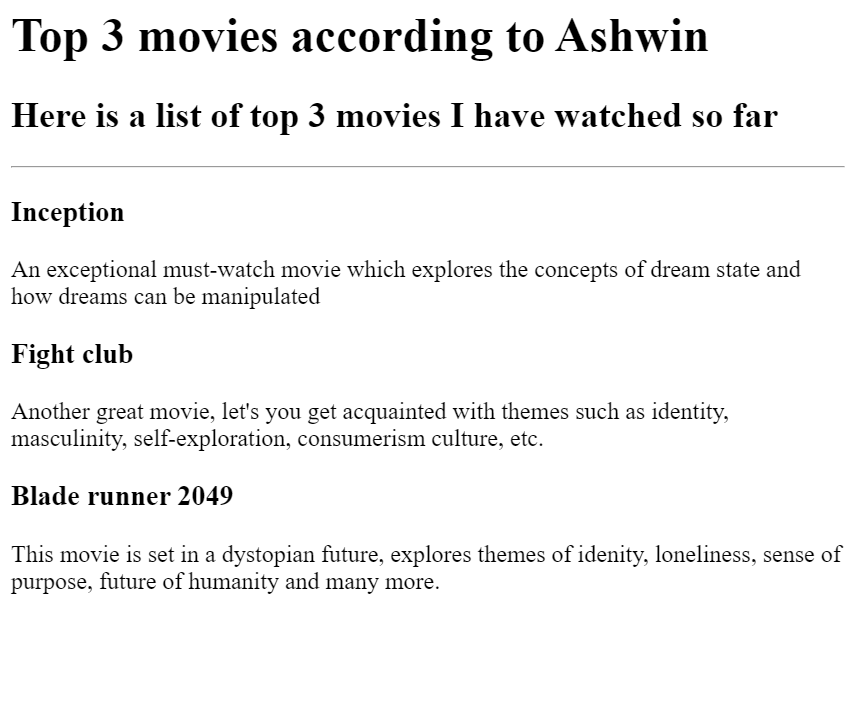 Top 3 movies according to Ashwin
Here is a list of top 3 movies I have watched so far
Inception
An exceptional must-watch movie which explores the concepts of dream state and
how dreams can be manipulated
Fight club
Another great movie, let's you get acquainted with themes such as identity,
masculinity, self-exploration, consumerism culture, etc.
Blade runner 2049
This movie is set in a dystopian future, explores themes of idenity, loneliness, sense of
purpose, future of humanity and many more.